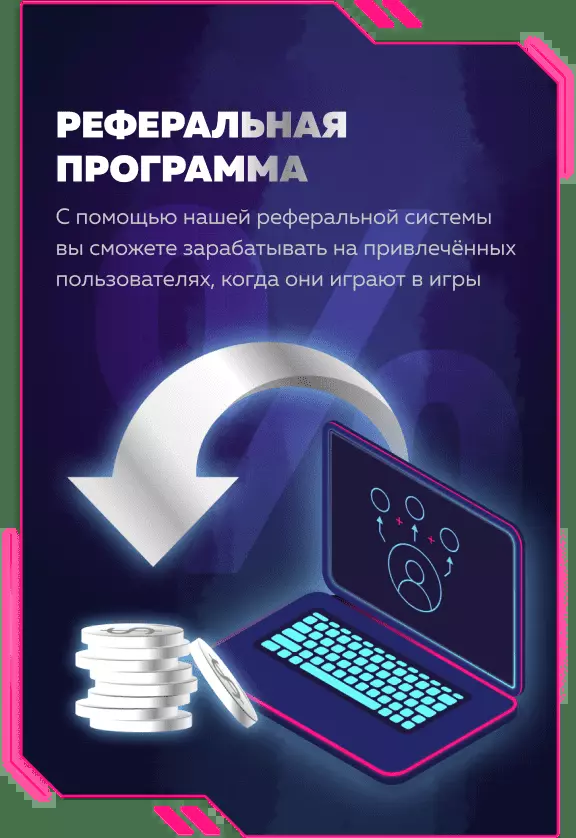 РЕФЕРАЛЬНАЯ
ПРОГРАММА
С помощью нашей реферальной системы
вы сможете зарабатывать на привлечённых
пользователях, когда они играют в игры
%
$
$